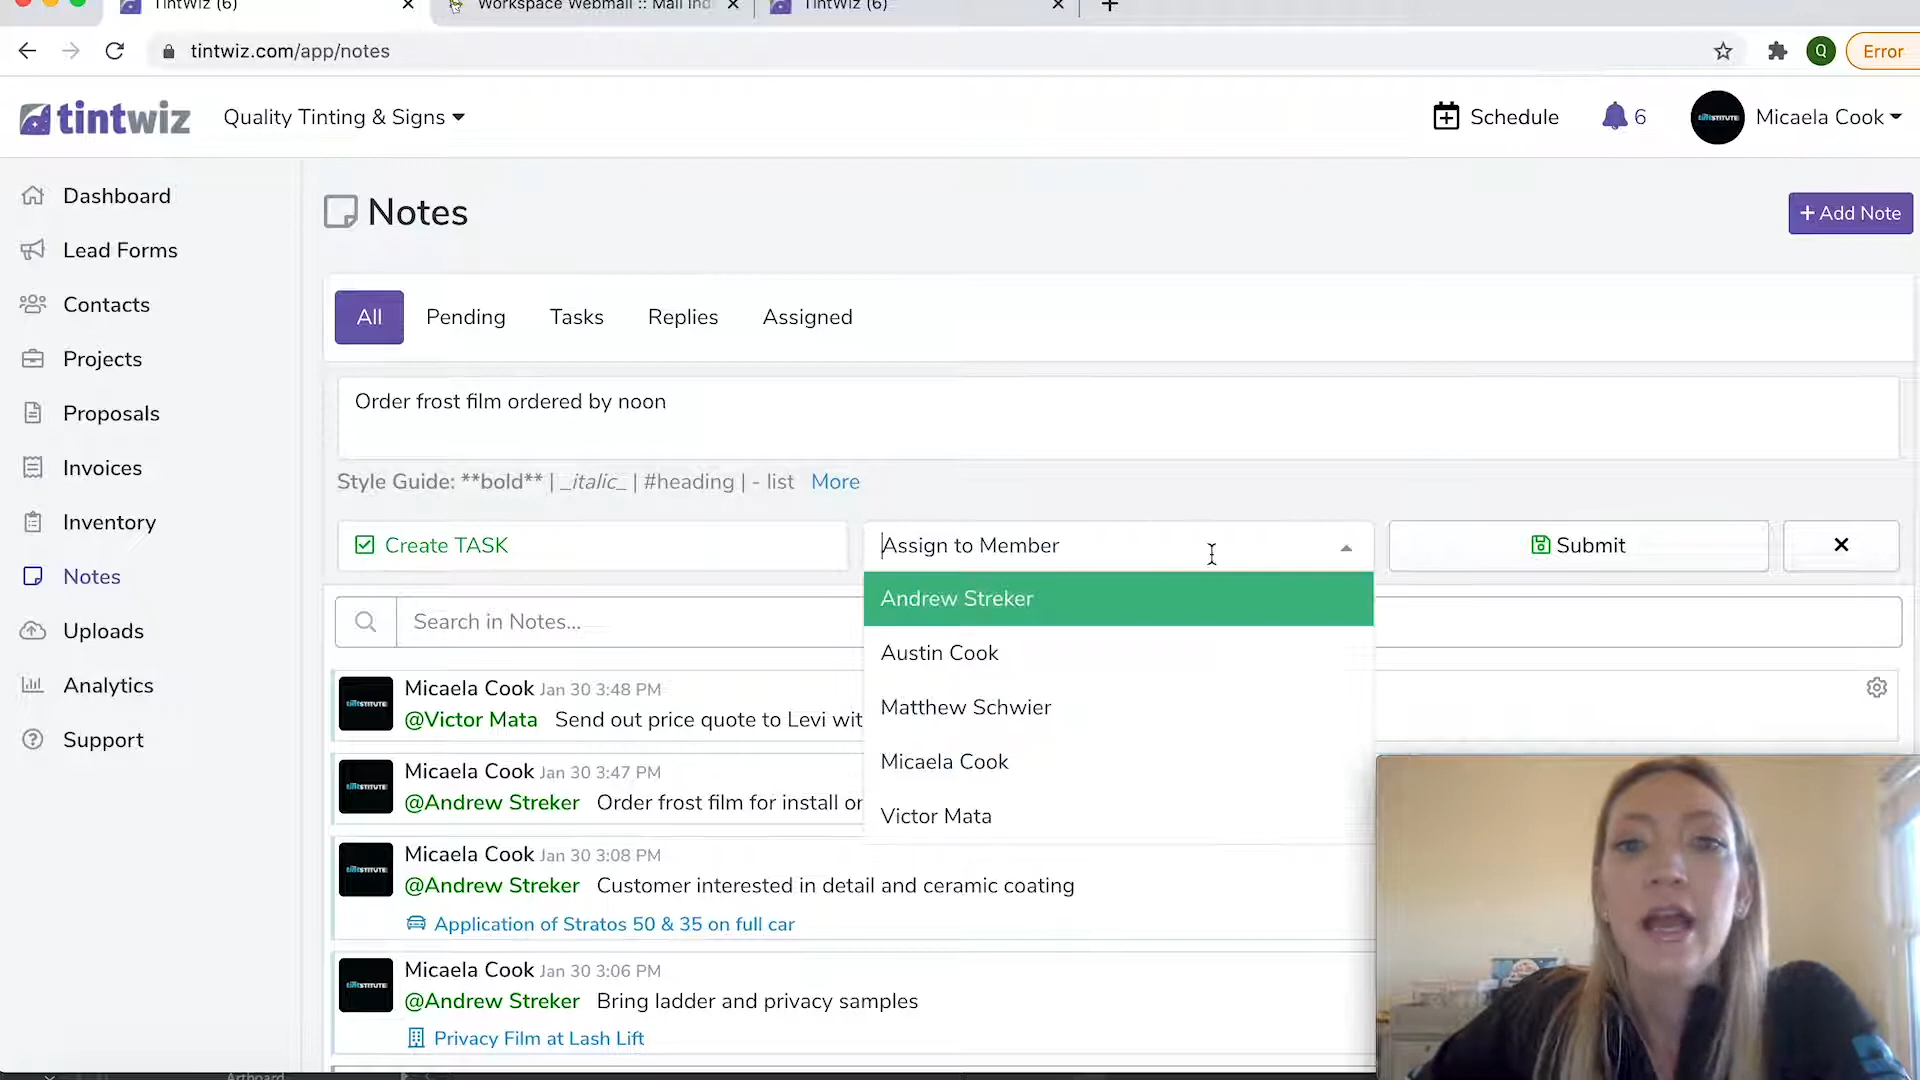 TintWiz (6)
Workspace Webmail :: Mail Ind
TintWiz (6)
tintwiz.com/app/notes
Q
Error
tintwiz
Quality Tinting & Signs
Schedule
6
Micaela Cook
Dashboard
Lead Forms
Contacts
Projects
Proposals
Invoices
Inventory
Notes
Uploads
Analytics
Support
Notes
+ Add Note
All
Pending
Tasks
Replies
Assigned
Order frost film ordered by noon
Style Guide: **bold** | _italic_ | #heading | - list More
Create TASK
Assign to Member
Submit
Andrew Streker
Austin Cook
Matthew Schwier
Micaela Cook
Victor Mata
Search in Notes...
Micaela Cook Jan 30 3:48 PM
@Victor Mata Send out price quote to Levi wit
Micaela Cook Jan 30 3:47 PM
@Andrew Streker Order frost film for install or
Micaela Cook Jan 30 3:08 PM
@Andrew Streker Customer interested in detail and ceramic coating
Application of Stratos 50 & 35 on full car
Micaela Cook Jan 30 3:06 PM
@Andrew Streker Bring ladder and privacy samples
Privacy Film at Lash Lift
Artboard